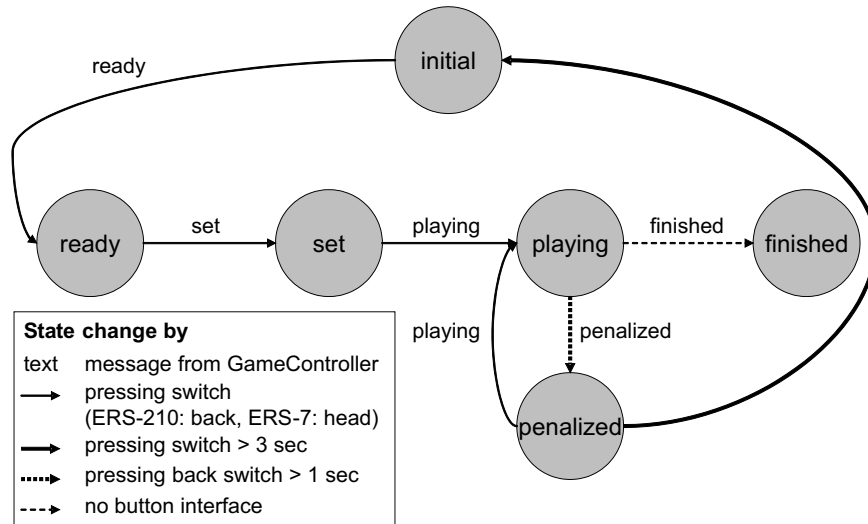 initial
ready
ready
set
set
playing
playing
finished
finished
playing
penalized
penalized
State change by
text message from GameController
pressing switch
(ERS-210: back, ERS-7: head)
pressing switch > 3 sec
pressing back switch > 1 sec
no button interface